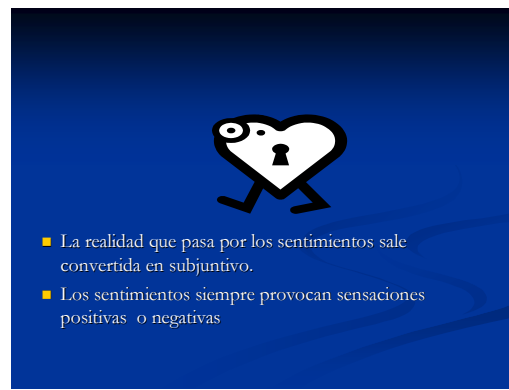 La realidad que pasa por los sentimientos sale
convertida en subjuntivo.
Los sentimientos siempre provocan sensaciones
positivas o negativas